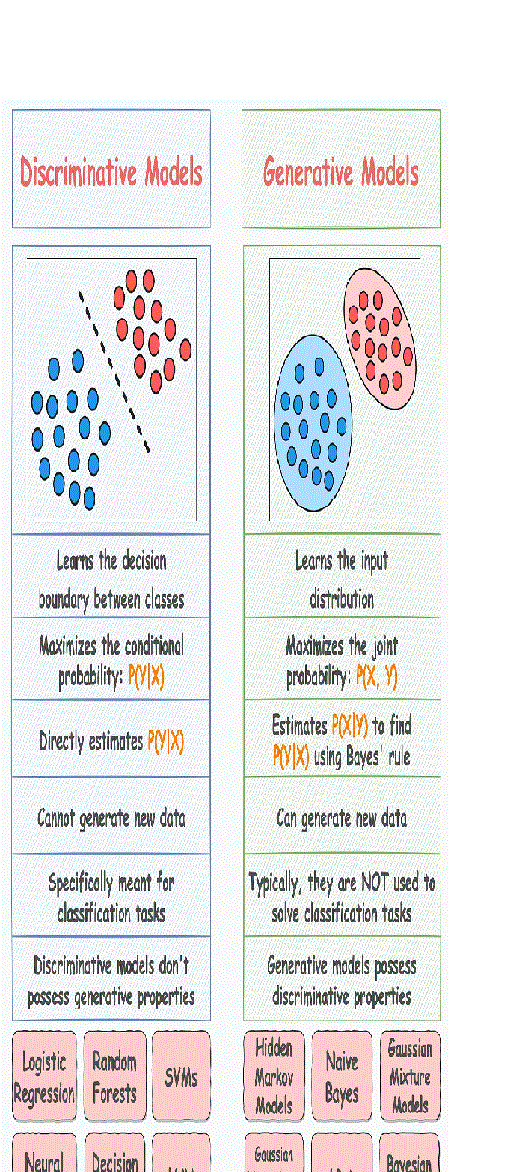 Discriminative Models
Generative Models
Learns the decision
boundary between classes
Learns the input
distribution
Maximizes the conditional
probability: P(Y|X)
Maximizes the joint
probability: P(X, Y)
Directly estimates P(Y|X)
Estimates P(X|Y) to find
P(Y|X) using Bayes' rule
Cannot generate new data
Can generate new data
Specifically meant for
classification tasks
Typically, they are NOT used to
solve classification tasks
Discriminative models don't
possess generative properties
Generative models possess
discriminative properties
Logistic
Regression
Random
Forests
SVMs
Hidden
Markov
Models
Naive
Bayes
Gaussian
Mixture
Models
Neural
Decision
Gaussian
Bayesian